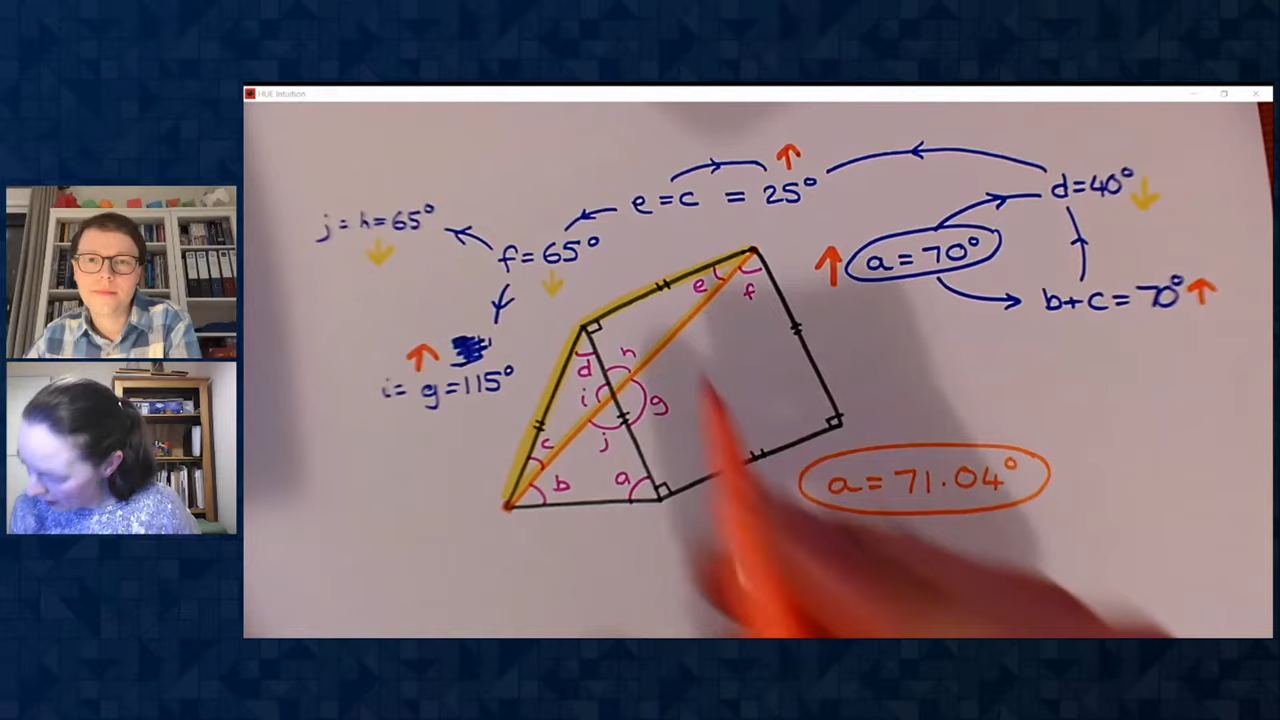 HUE Intuition
e = c = 25°
d = 40°
j = h = 65°
f = 65°
a = 70°
b + c = 70°
i = g = 115°
e
f
d
h
i
g
j
c
b
a
a = 71.04°